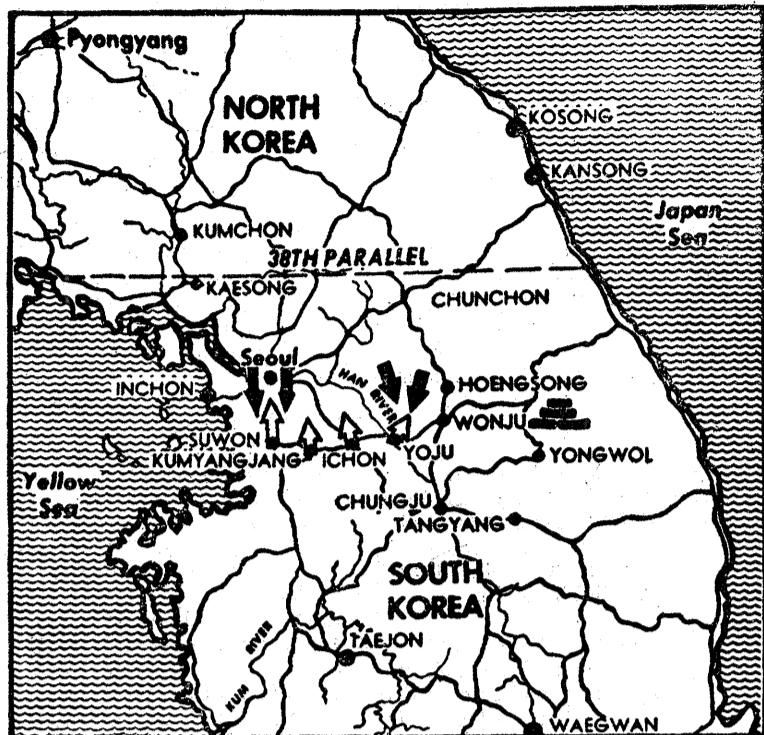 Pyongyang
NORTH
KOREA
KOSONG
KANSONG
Japan
Sea
KUMCHON
38TH PARALLEL
KAESONG
CHUNCHON
Seoul
INCHON
HAN
RIVER
HOENGSONG
WONJU
SUWON
KUMYANGJANG
ICHON
YOJU
YONGWOL
Yellow
Sea
CHUNGJU
TANGYANG
SOUTH
KOREA
TAEJON
KUM RIVER
WAEGWAN